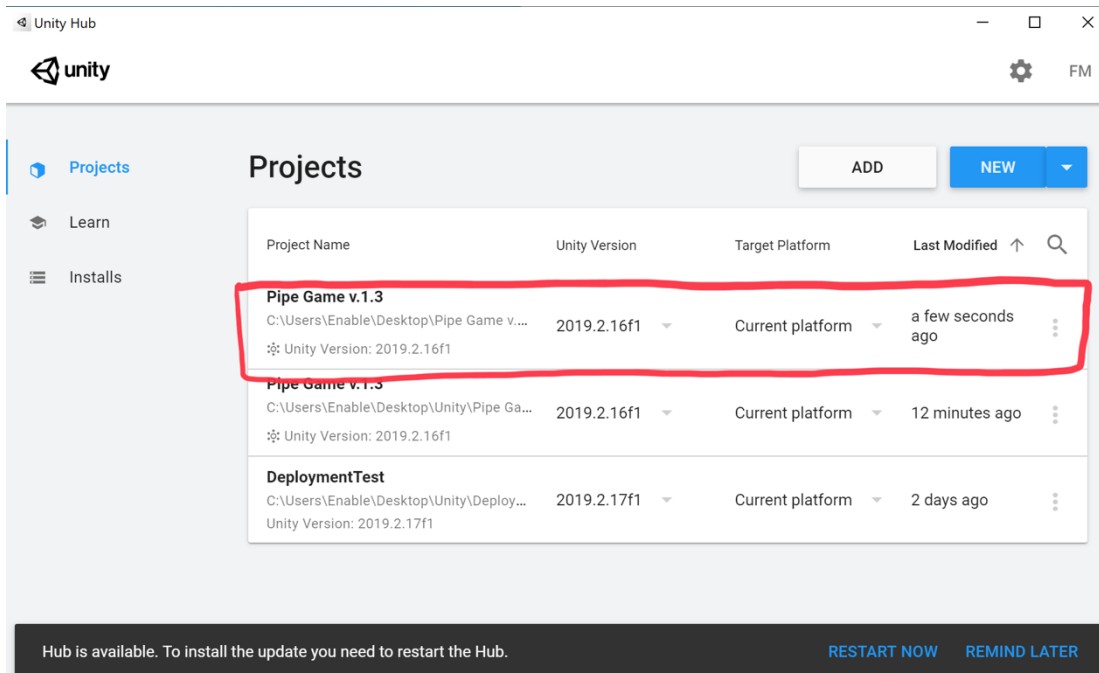 Unity Hub
unity
FM
Projects
Projects
ADD
NEW
Learn
Installs
Project Name
Unity Version
Target Platform
Last Modified
Pipe Game v.1.3
C:\Users\Enable\Desktop\Pipe Game v....
Unity Version: 2019.2.16f1
2019.2.16f1
Current platform
a few seconds
ago
Pipe Game v.1.3
C:\Users\Enable\Desktop\Unity\Pipe Ga...
Unity Version: 2019.2.16f1
2019.2.16f1
Current platform
12 minutes ago
DeploymentTest
C:\Users\Enable\Desktop\Unity\Deploy...
Unity Version: 2019.2.17f1
2019.2.17f1
Current platform
2 days ago
Hub is available. To install the update you need to restart the Hub.
RESTART NOW
REMIND LATER